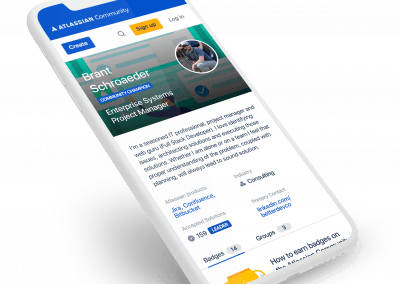 ATLASSIAN Community
Create
Sign up
Log in
Brant
Schroeder
COMMUNITY CHAMPION
Enterprise Systems
Project Manager
I'm a seasoned IT professional, project manager and
web guru (Full Stack Developer). I love identifying
issues, architecting solutions and executing those
solutions. Whether I am alone or on a team I feel that
proper understanding of the problem, coupled with
planning, will always lead to sound solution.
Atlassian products
Jira, Confluence,
Bitbucket
Industry
Consulting
Accepted Solutions
159 LEADER
Primary Contact
linkedin.com/
betterdevco
Badges 14
Groups 3
How to earn badges on
the Atlassian Community